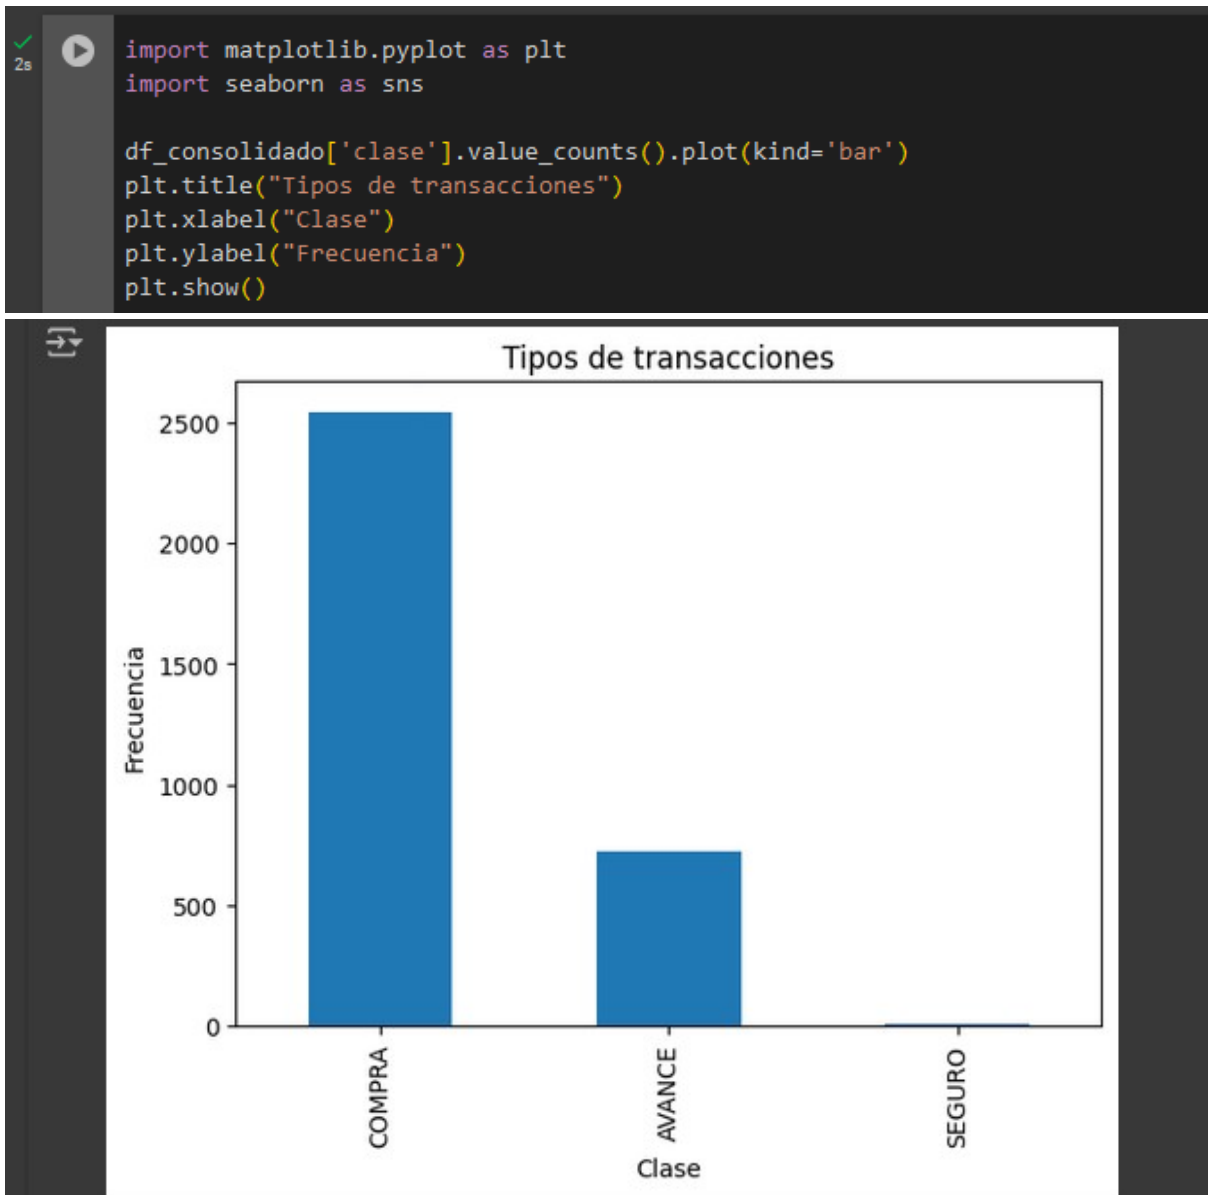 2s
import matplotlib.pyplot as plt
import seaborn as sns
df_consolidado['clase'].value_counts().plot(kind='bar')
plt.title("Tipos de transacciones")
plt.xlabel("Clase")
plt.ylabel("Frecuencia")
plt.show()
Tipos de transacciones
2500
2000
1500
1000
500
0
Frecuencia
COMPRA
AVANCE
SEGURO
Clase